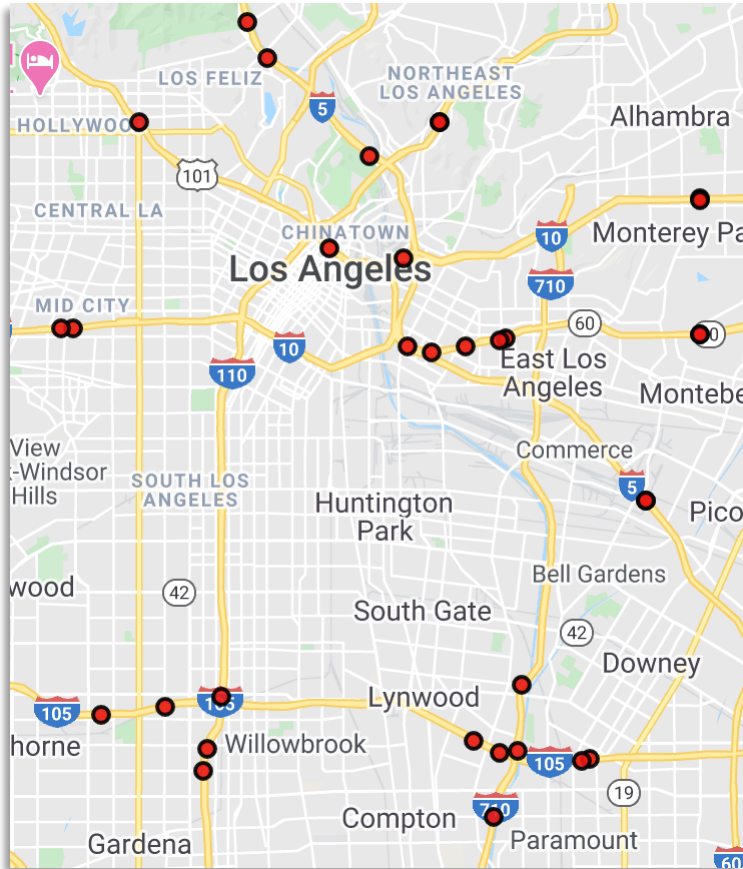 LOS FELIZ
NORTHEAST
LOS ANGELES
5
Alhambra
HOLLYWOO
101
CENTRAL LA
CHINATOWN
10
Monterey Pa
Los Angeles
710
MID CITY
60
10
110
East Los
Angeles
Montebe
View
-Windsor
Hills
Commerce
SOUTH LOS
ANGELES
5
Huntington
Park
Pico
Bell Gardens
wood
42
South Gate
42
Downey
105
Lynwood
horne
Willowbrook
105
19
710
Compton
Paramount
Gardena
60